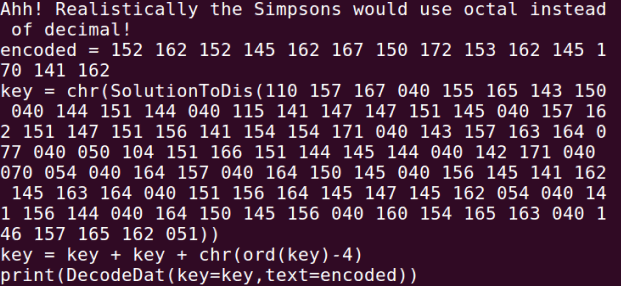 Ahh! Realistically the Simpsons would use octal instead
 of decimal!
encoded = 152 162 152 145 162 167 150 172 153 162 145 1
70 141 162
key = chr(SolutionToDis(110 157 167 040 155 165 143 150
 040 144 151 144 040 115 141 147 147 151 145 040 157 16
2 151 147 151 156 141 154 154 171 040 143 157 163 164 0
77 040 050 104 151 166 151 144 145 144 040 142 171 040
070 054 040 164 157 040 164 150 145 040 156 145 141 162
 145 163 164 040 151 156 164 145 147 145 162 054 040 14
1 156 144 040 164 150 145 156 040 160 154 165 163 040 1
46 157 165 162 051))
key = key + key + chr(ord(key)-4)
print(DecodeDat(key=key,text=encoded))